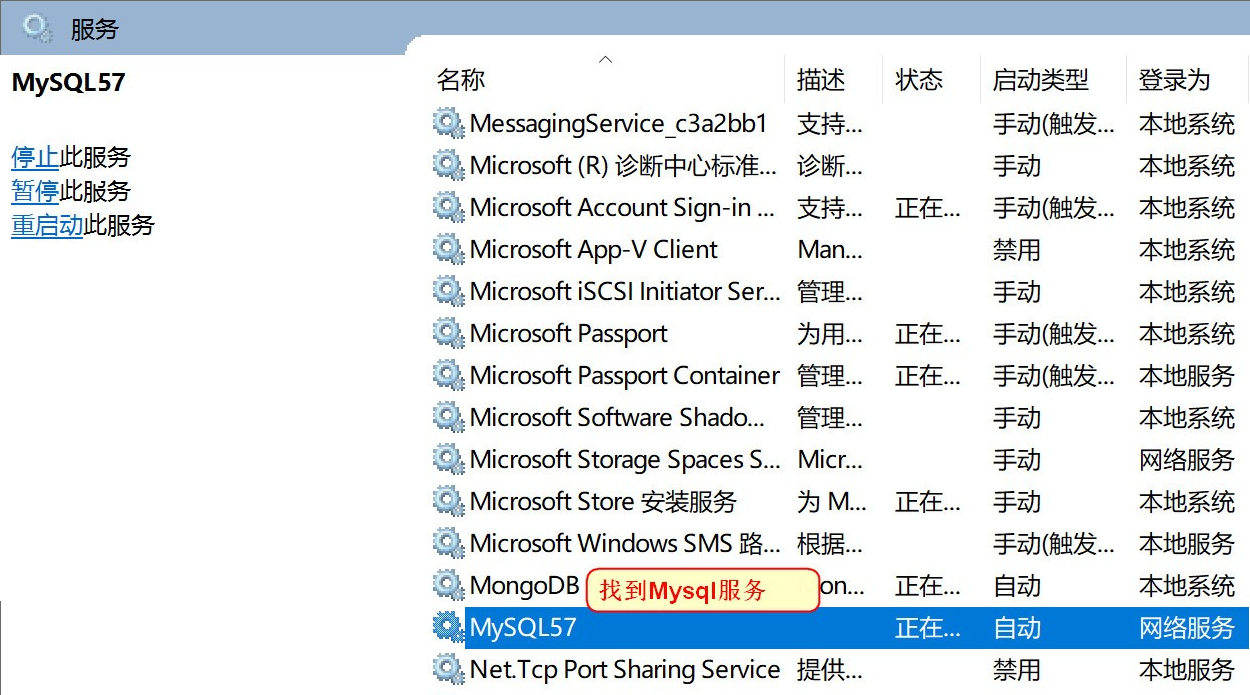 服务
MySQL57
停止此服务
暂停此服务
重启动此服务
名称 描述 状态 启动类型 登录为
MessagingService_c3a2bb1 支持... 手动(触发... 本地系统
Microsoft (R) 诊断中心标准... 诊断... 手动 本地系统
Microsoft Account Sign-in ... 支持... 正在... 手动(触发... 本地系统
Microsoft App-V Client Man... 禁用 本地系统
Microsoft iSCSI Initiator Ser... 管理... 手动 本地系统
Microsoft Passport 为用... 正在... 手动(触发... 本地系统
Microsoft Passport Container 管理... 正在... 手动(触发... 本地服务
Microsoft Software Shado... 管理... 手动 本地系统
Microsoft Storage Spaces S... Micr... 手动 网络服务
Microsoft Store 安装服务 为 M... 正在... 手动 本地系统
Microsoft Windows SMS 路... 根据... 手动(触发... 本地服务
MongoDB 找到Mysql服务 on... 正在... 自动 本地系统
MySQL57 正在... 自动 网络服务
Net.Tcp Port Sharing Service 提供... 禁用 本地服务